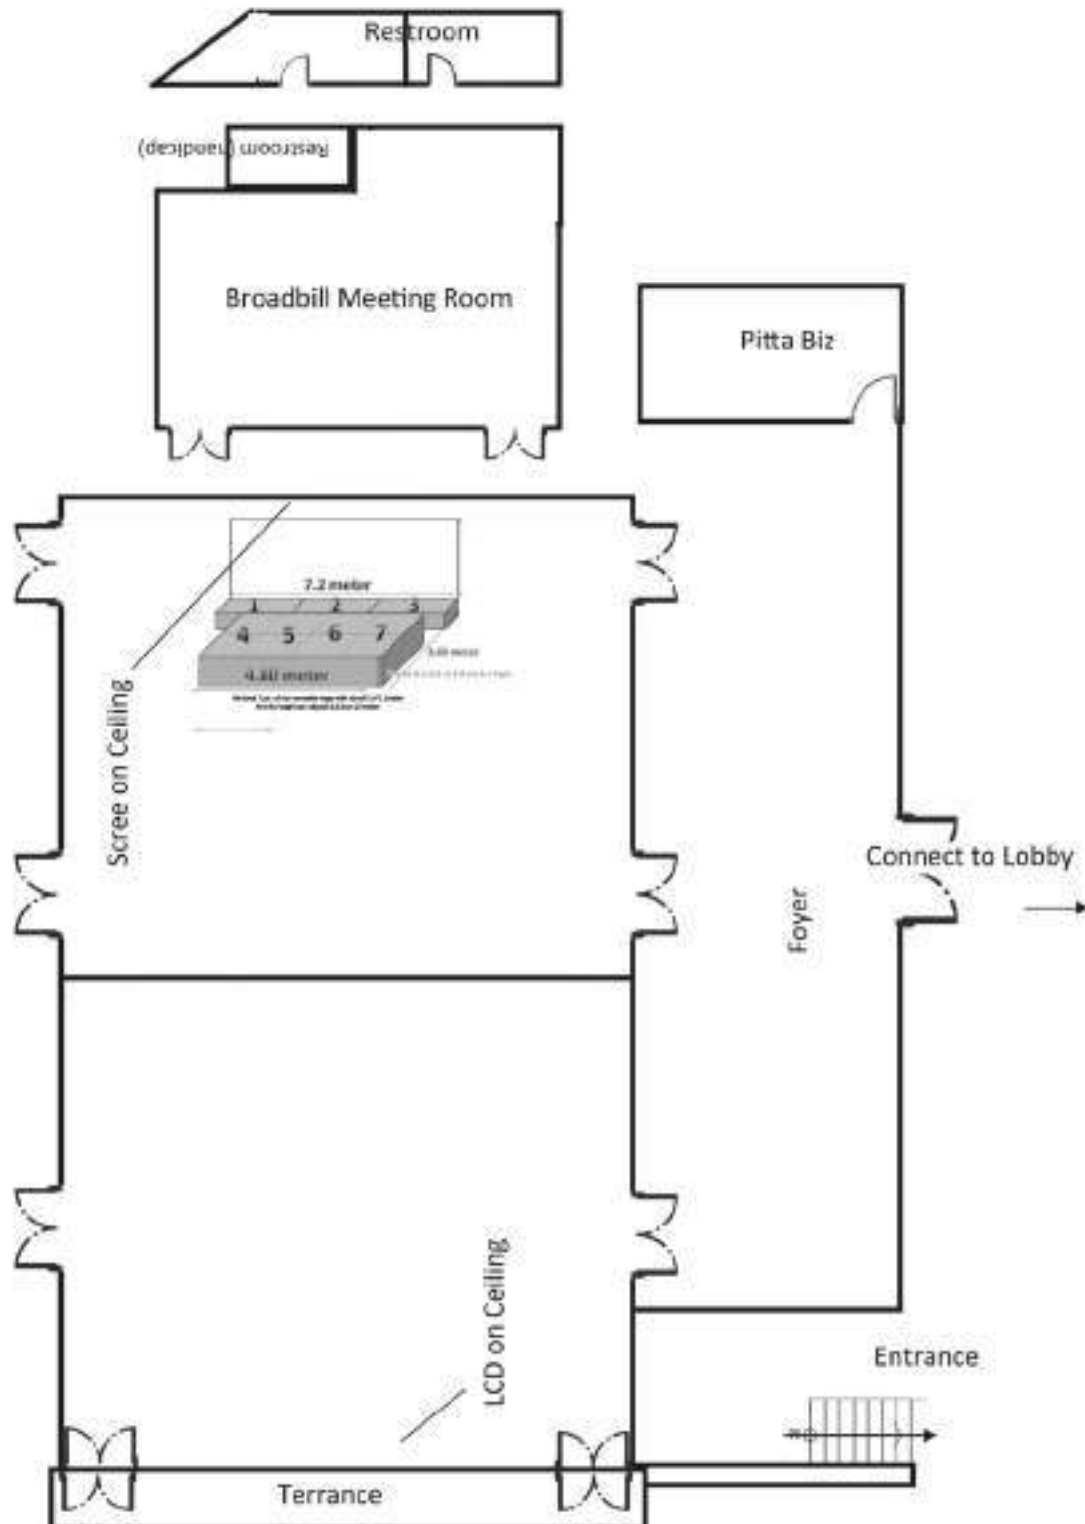 Restroom
Restroom (handicap)
Broadbill Meeting Room
Pitta Biz
7.2 meter
1 2 3
4 5 6 7
4.80 meter
Scree on Ceiling
Connect to Lobby
Foyer
LCD on Ceiling
Entrance
Terrance